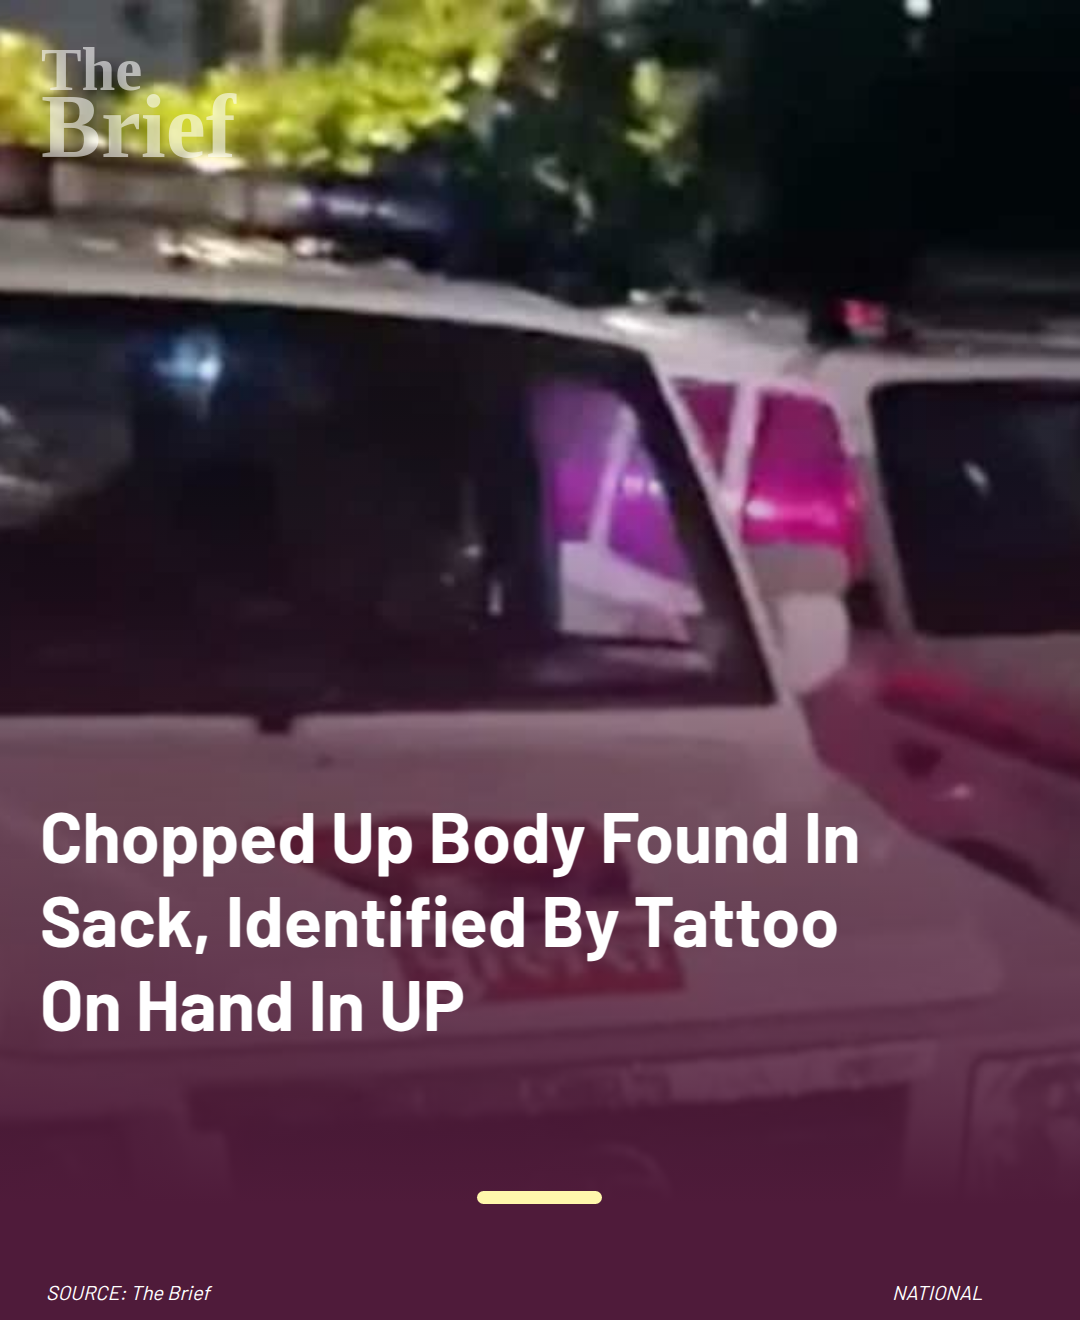 The
Brief
Chopped Up Body Found In
Sack, Identified By Tattoo
On Hand In UP
SOURCE: The Brief
NATIONAL